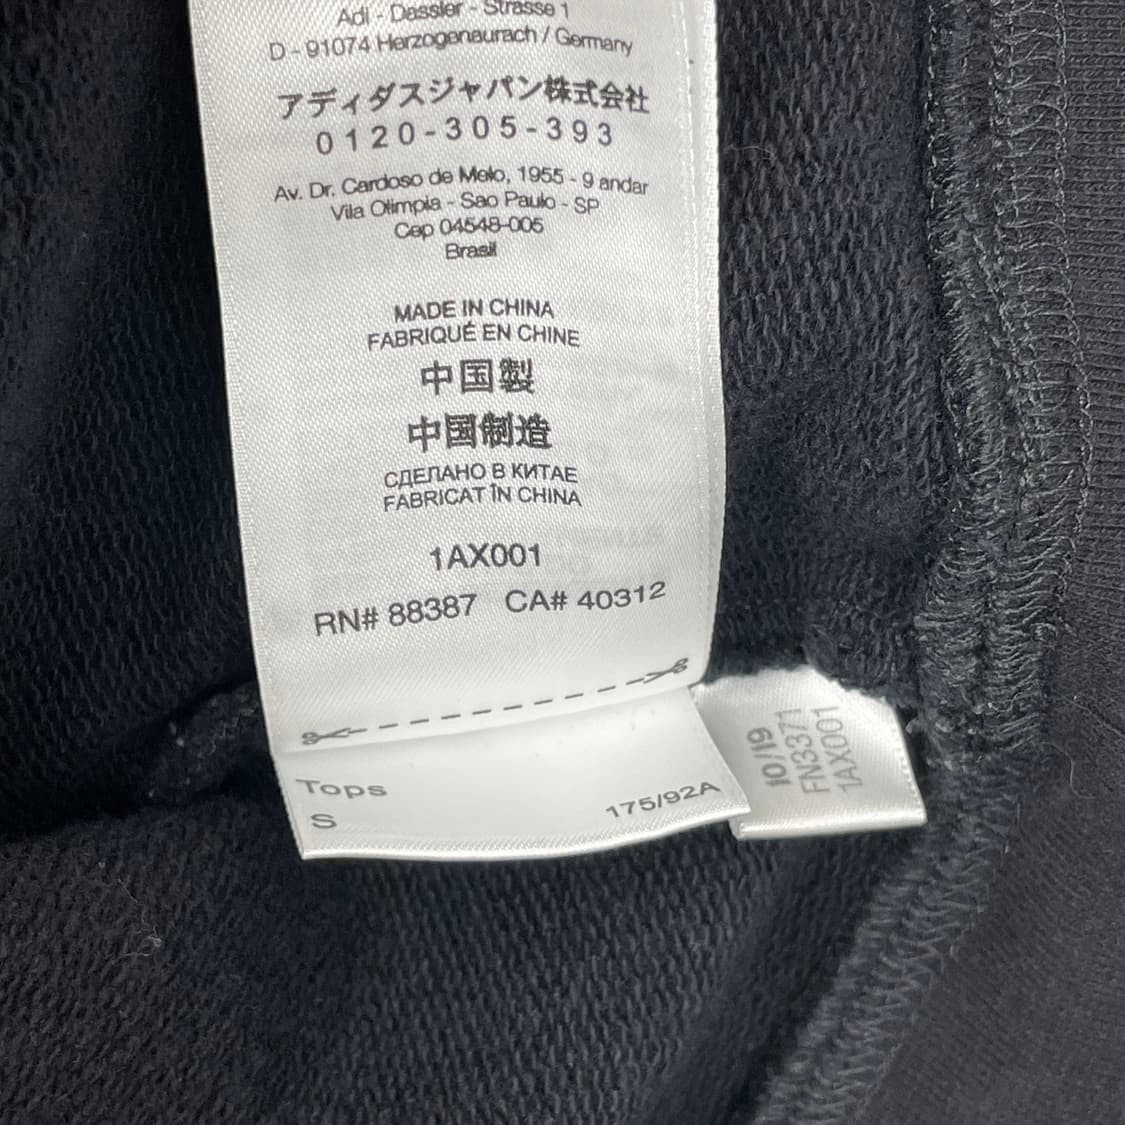 Adi - Dassler - Strasse 1
D - 91074 Herzogenaurach / Germany
アディダスジャパン株式会社
0120-305-393
Av. Dr. Cardoso de Melo, 1955 - 9 andar
Vila Olimpia - Sao Paulo - SP
Cep 04548-005
Brasil
MADE IN CHINA
FABRIQUÉ EN CHINE
中国製
中国制造
СДЕЛАНО В КИТАЕ
FABRICAT ÎN CHINA
1AX001
RN# 88387 CA# 40312
Tops
S 175/92A
10/19
FN3371
1AX001